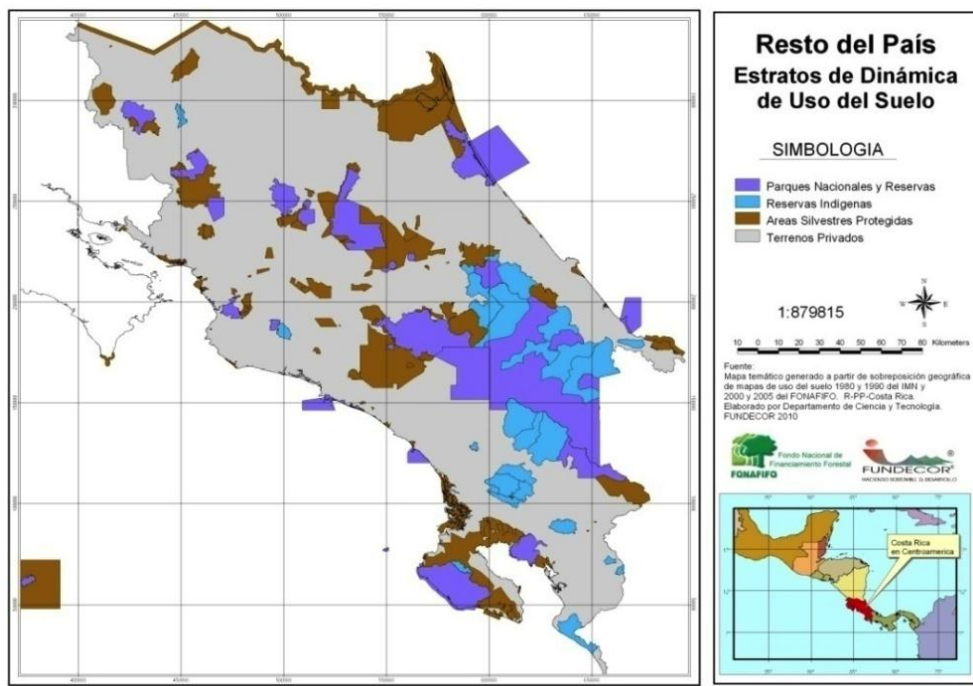 Resto del País
Estratos de Dinámica
de Uso del Suelo
SIMBOLOGIA
Parques Nacionales y Reservas
Reservas Indigenas
Areas Silvestres Protegidas
Terrenos Privados
N
W E
S
1:879815
10 0 10 20 30 40 50 60 70 80 Kilometers
Fuente:
Mapa temático generado a partir de sobreposición geográfica
de mapas de uso del suelo 1980 y 1990 del IMN y
2000 y 2005 del FONAFIFO. R-PP-Costa Rica.
Elaborado por Departamento de Ciencia y Tecnología.
FUNDECOR 2010
Fondo Nacional de
Financiamiento Forestal
FONAFIFO
FUNDECOR
®
Costa Rica
en Centroamerica